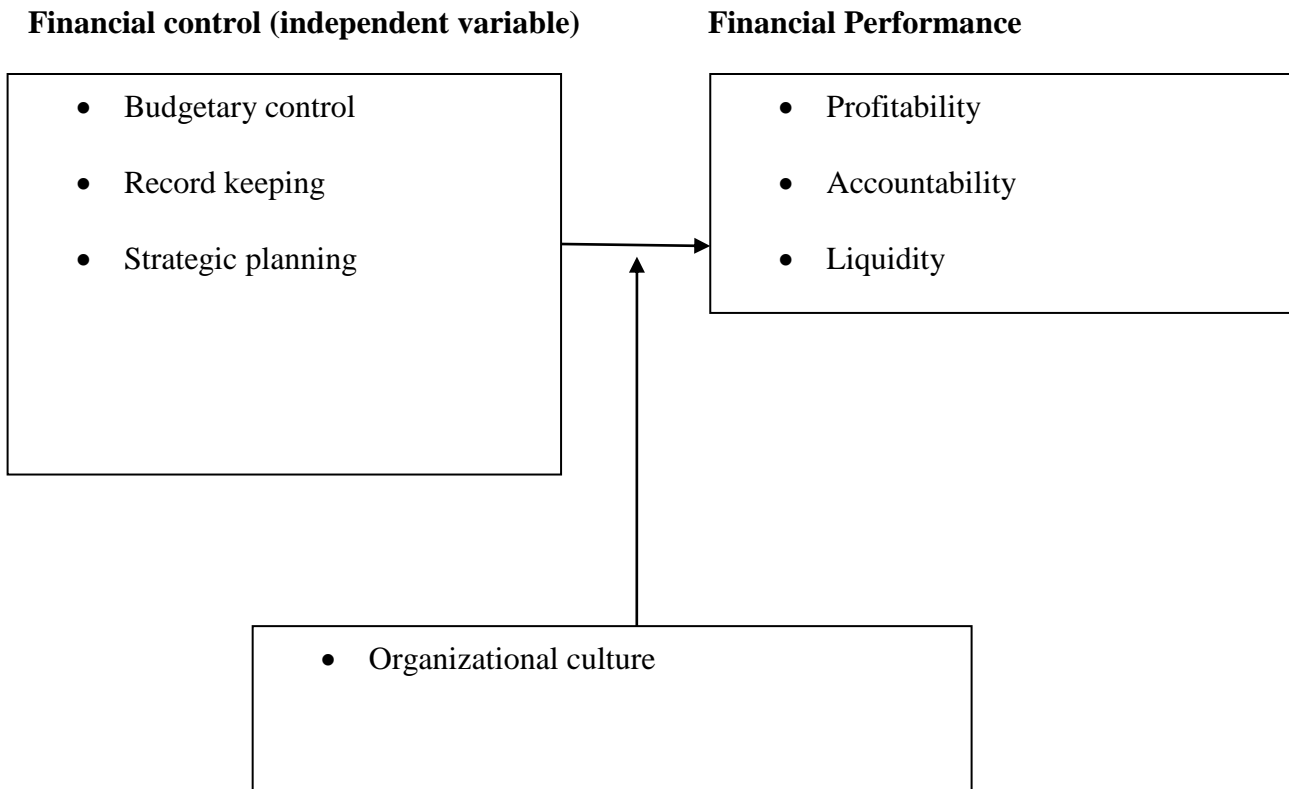 Financial control (independent variable)
Financial Performance
• Budgetary control
• Record keeping
• Strategic planning
• Profitability
• Accountability
• Liquidity
• Organizational culture